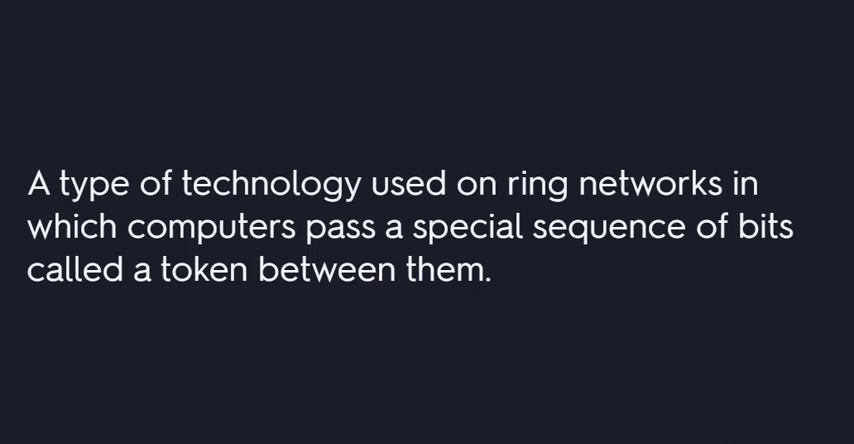 A type of technology used on ring networks in
which computers pass a special sequence of bits
called a token between them.